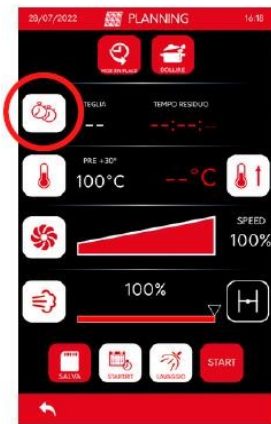 28/07/2022 PLANNING 16:18
MISE EN PLACE BOLLIRE
TEGLIA TEMPO RESIDUO
-- --:--:--
PRE +30°
100°C --°C
SPEED
100%
100%
SALVA STARTBIT LAVAGGIO START